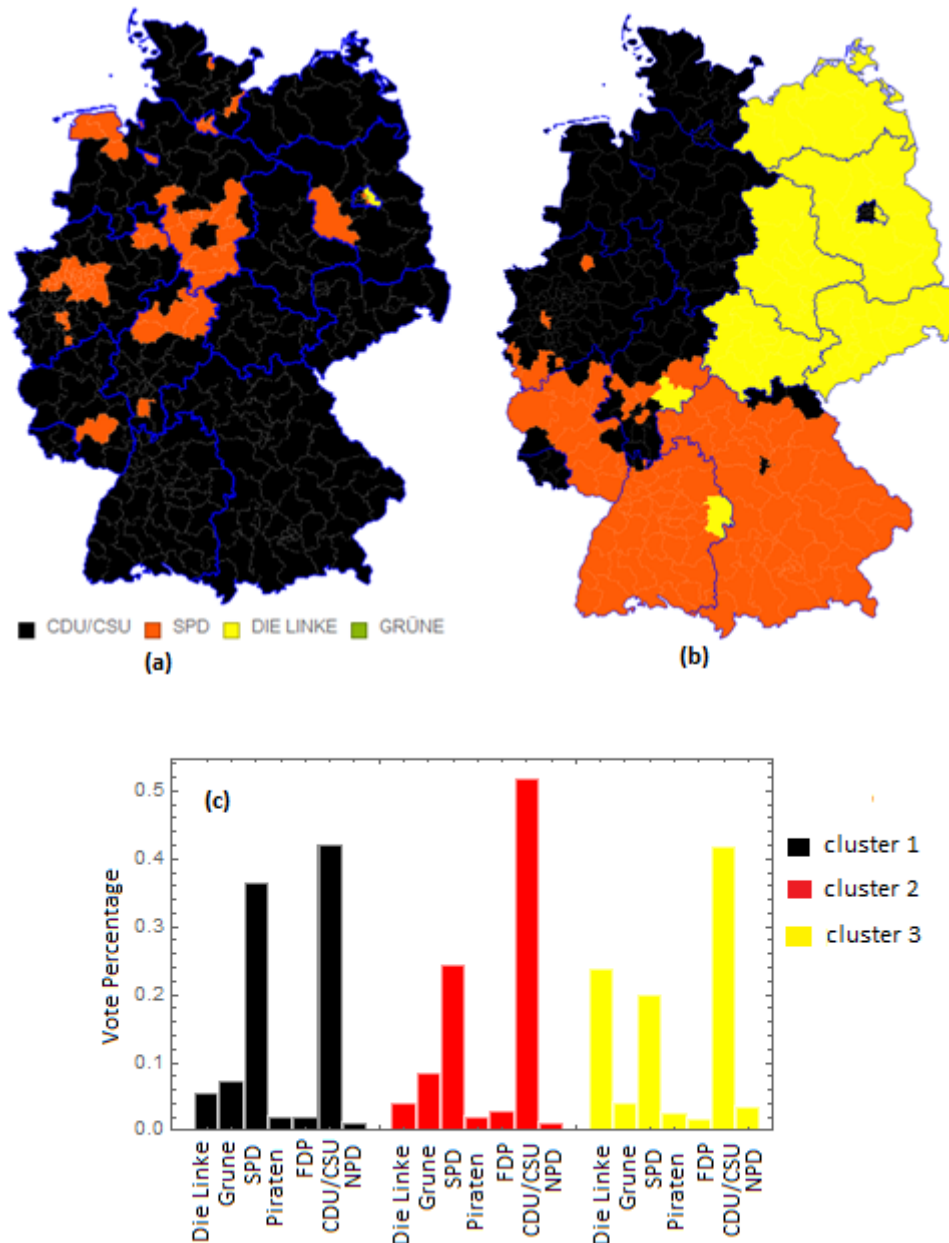 CDU/CSU SPD DIE LINKE GRÜNE
(a)
(b)
(c)
Vote Percentage
0.5
0.4
0.3
0.2
0.1
0.0
Die Linke
Grune
SPD
Piraten
FDP
CDU/CSU
NPD
Die Linke
Grune
SPD
Piraten
FDP
CDU/CSU
NPD
Die Linke
Grune
SPD
Piraten
FDP
CDU/CSU
NPD
cluster 1
cluster 2
cluster 3